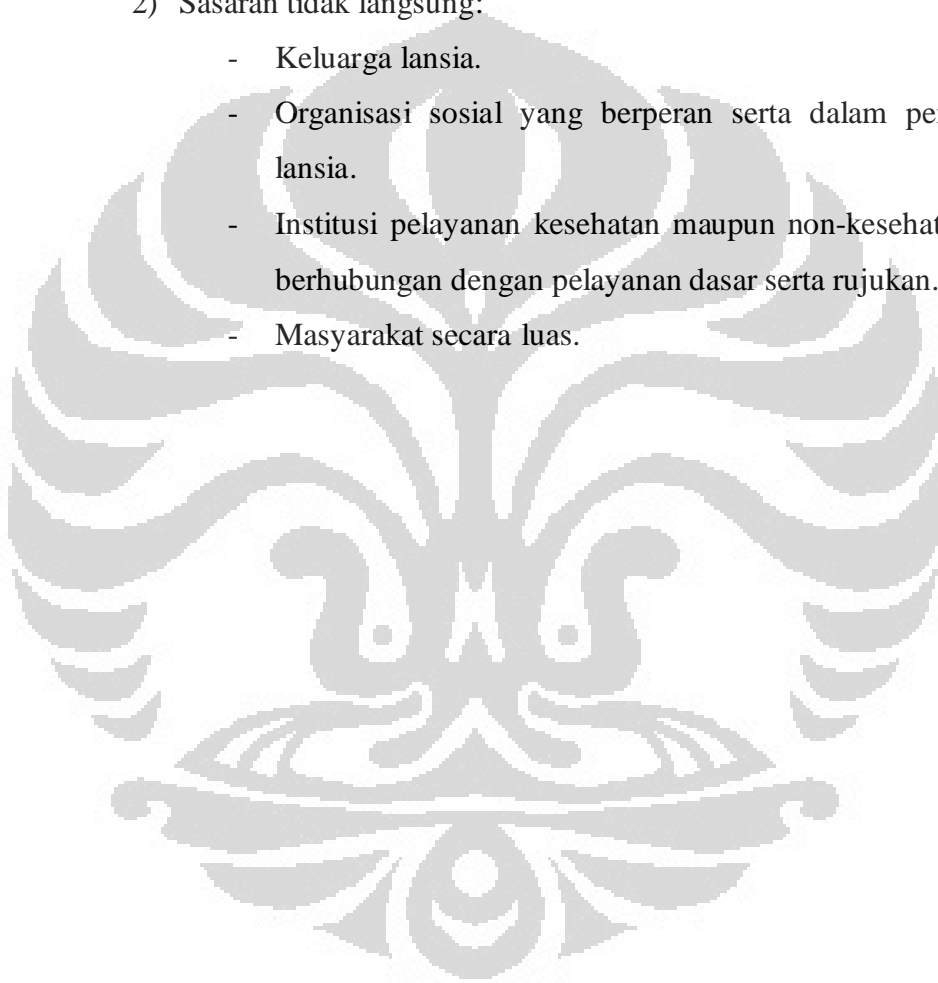 2) Sasaran tidak langsung:
- Keluarga lansia.
- Organisasi sosial yang berperan serta dalam
lansia.
- Institusi pelayanan kesehatan maupun
berhubungan dengan pelayanan dasar serta rujukan.
- Masyarakat secara luas.